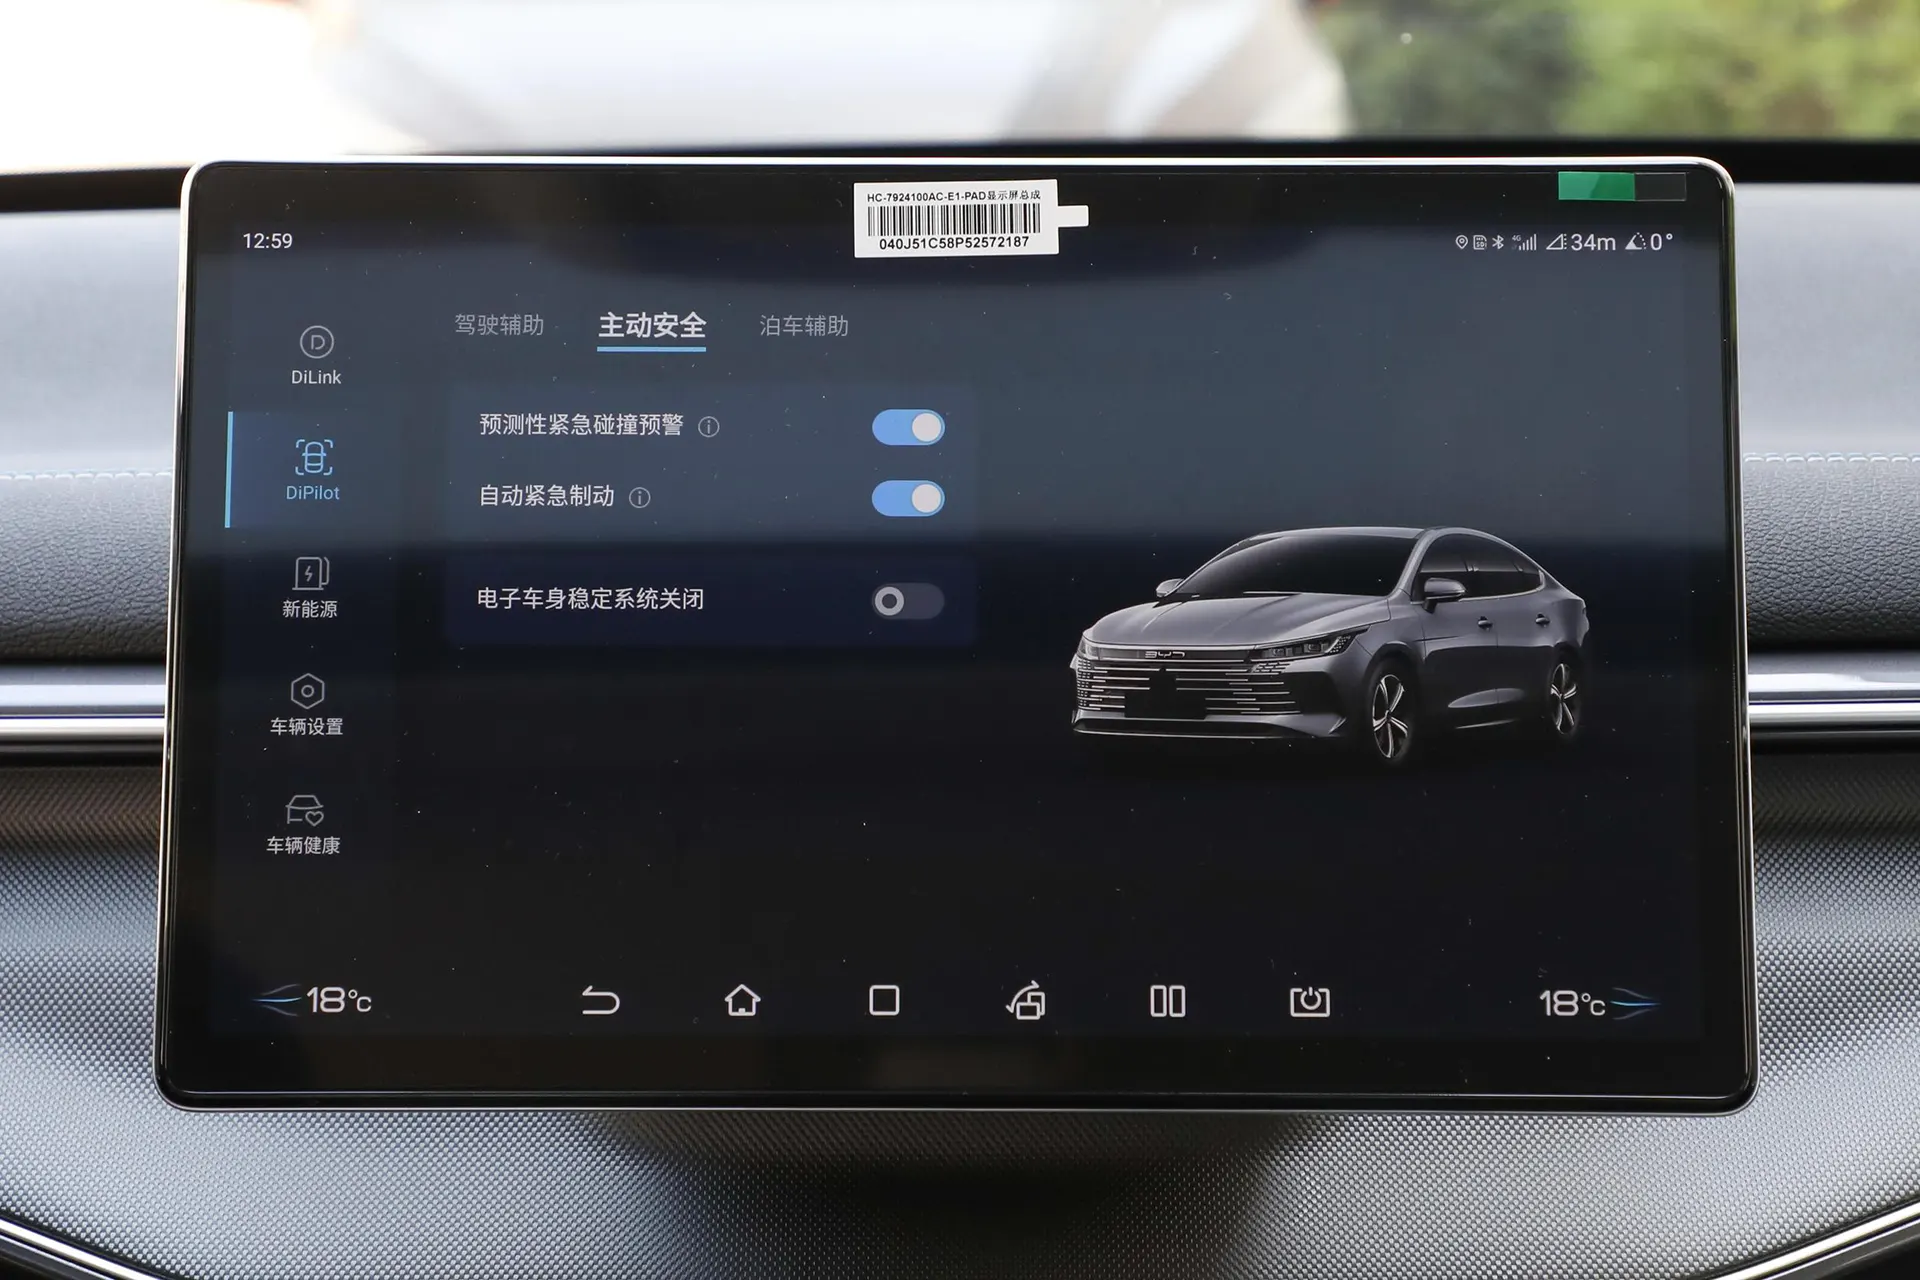 HC-7924100AC-E1-PAD显示屏总成
040J51C58P52572187
12:59
4G 34m 0°
驾驶辅助 主动安全 泊车辅助
DiLink
预测性紧急碰撞预警
DiPilot
自动紧急制动
新能源
电子车身稳定系统关闭
BYD
车辆设置
车辆健康
18°C
18°C